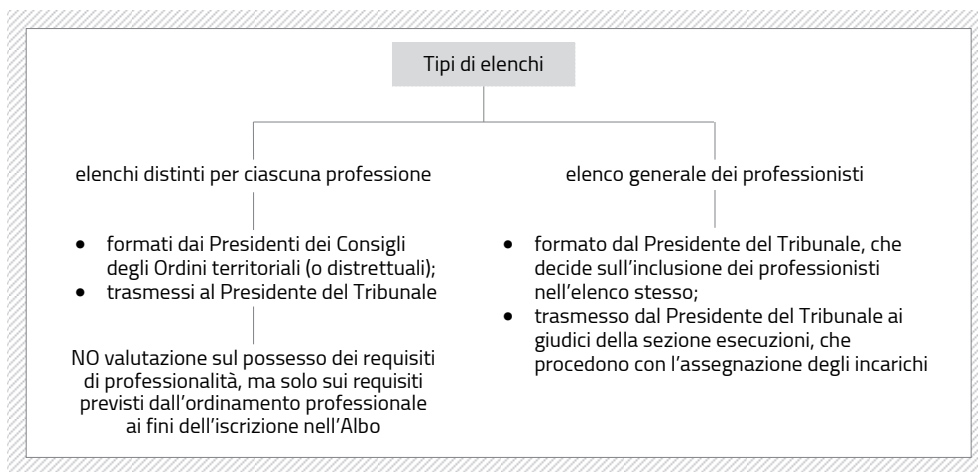 Tipi di elenchi
elenchi distinti per ciascuna professione
• formati dai Presidenti dei Consigli
degli Ordini territoriali (o distrettuali);
• trasmessi al Presidente del Tribunale
NO valutazione sul possesso dei requisiti
di professionalità, ma solo sui requisiti
previsti dall'ordinamento professionale
ai fini dell'iscrizione nell'Albo
elenco generale dei professionisti
• formato dal Presidente del Tribunale, che
decide sull'inclusione dei professionisti
nell'elenco stesso;
• trasmesso dal Presidente del Tribunale ai
giudici della sezione esecuzioni, che
procedono con l'assegnazione degli incarichi